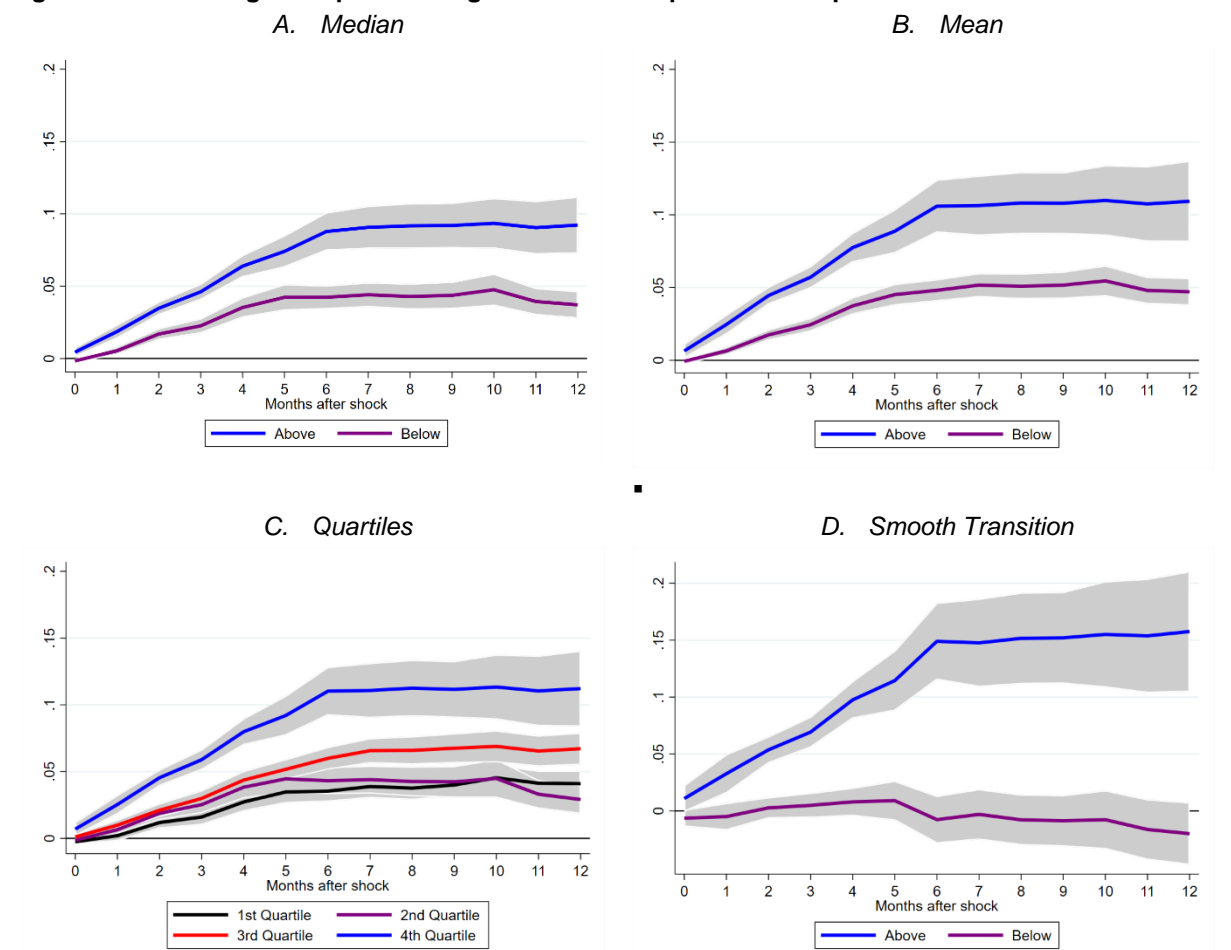 A. Median
.2
.15
.1
.05
0
0 1 2 3 4 5 6 7 8 9 10 11 12
Months after shock
Above Below
B. Mean
.2
.15
.1
.05
0
0 1 2 3 4 5 6 7 8 9 10 11 12
Months after shock
Above Below
C. Quartiles
.2
.15
.1
.05
0
0 1 2 3 4 5 6 7 8 9 10 11 12
Months after shock
1st Quartile 2nd Quartile
3rd Quartile 4th Quartile
D. Smooth Transition
.2
.15
.1
.05
0
0 1 2 3 4 5 6 7 8 9 10 11 12
Months after shock
Above Below